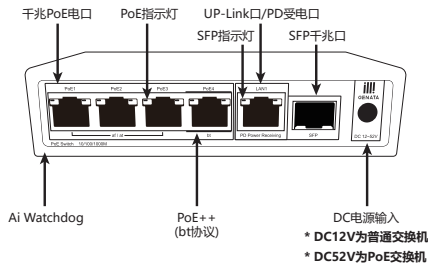 千兆PoE电口
PoE指示灯
UP-Link口/PD受电口
SFP指示灯
SFP千兆口
PoE1
PoE2
PoE3
PoE4
LAN1
GENATA
af / at
bt
PD Power Receiving
SFP
DC 12~52V
PoE Switch 10/100/1000M
Ai Watchdog
PoE++
(bt协议)
DC电源输入
* DC12V为普通交换机
* DC52V为PoE交换机